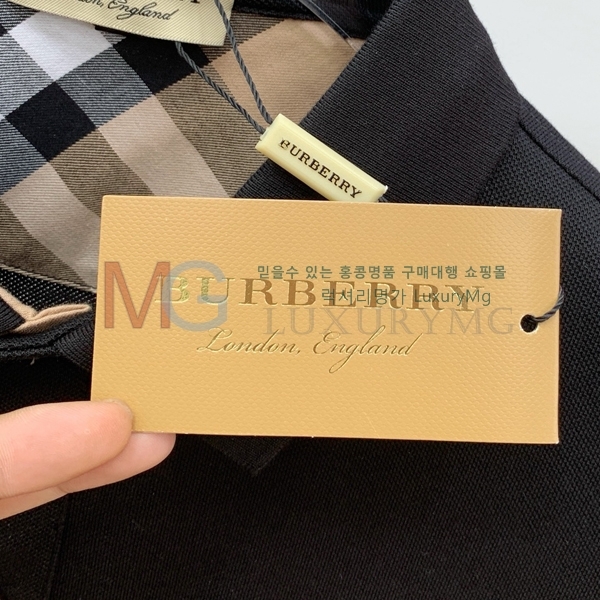 London, England
BURBERRY
믿을수 있는 홍콩명품 구매대행 쇼핑몰
MG BURBERRY
럭셔리명가 LuxuryMg
LUXURYMG
London, England